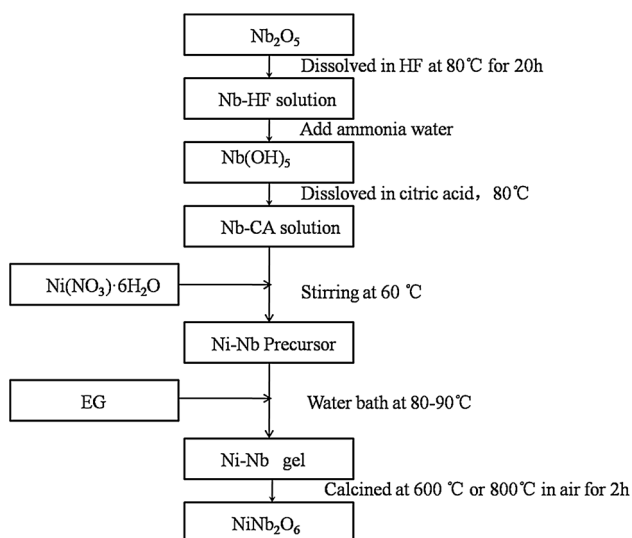 Nb₂O₅
Dissolved in HF at 80℃ for 20h
Nb-HF solution
Add ammonia water
Nb(OH)₅
Dissloved in citric acid，80℃
Nb-CA solution
Ni(NO₃)·6H₂O
Stirring at 60 ℃
Ni-Nb Precursor
EG
Water bath at 80-90℃
Ni-Nb gel
Calcined at 600 ℃ or 800℃ in air for 2h
NiNb₂O₆